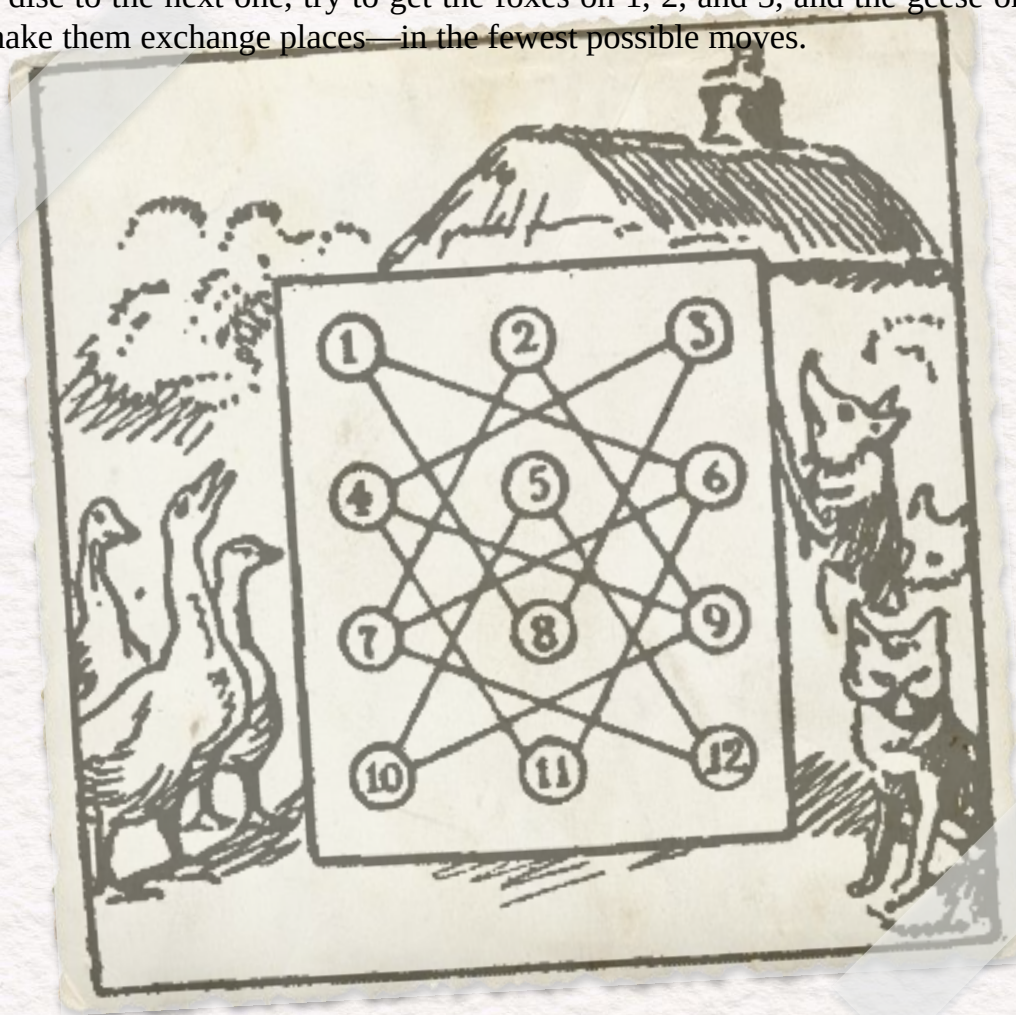 disc to the next one, try to get the foxes on 1, 2, and 3, and the geese on
make them exchange places—in the fewest possible moves.
1 2 3
4 5 6
7 8 9
10 11 12